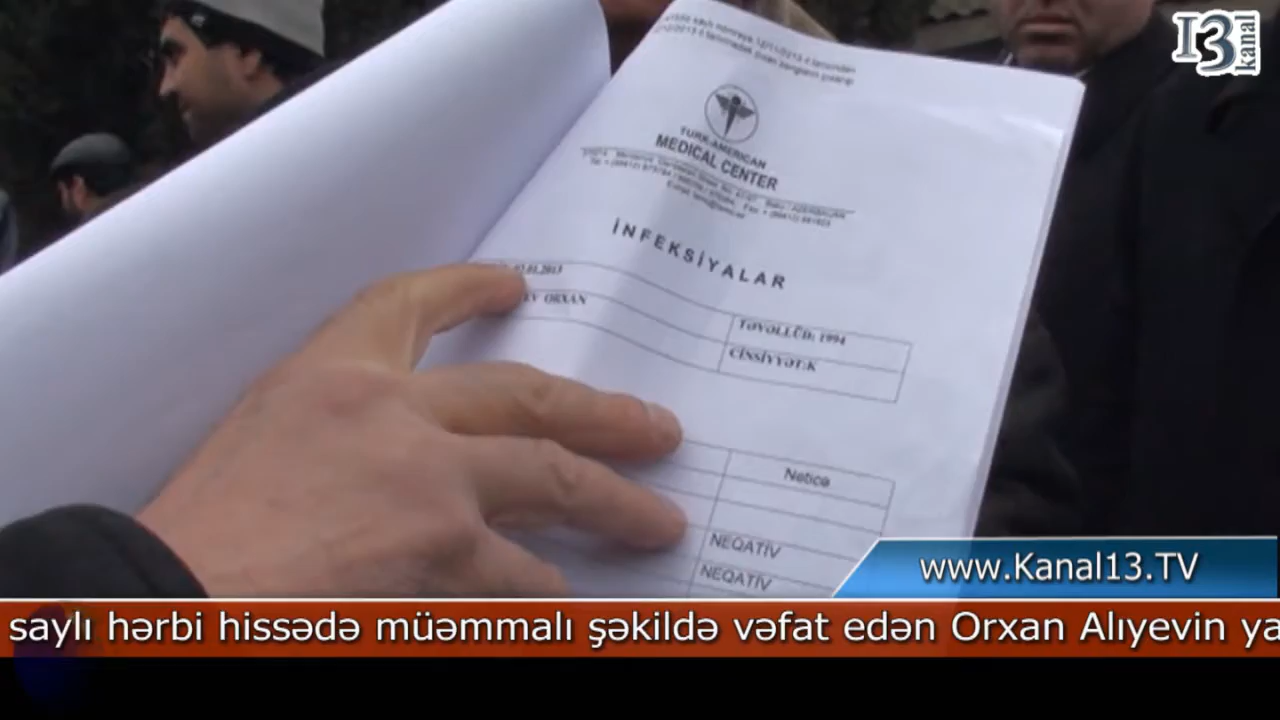 13 kanal
TURK-AMERICAN
MEDICAL CENTER
İNFEKSİYALAR
ORXAN
TƏVƏLLÜD: 1994
CİNSİYYƏT:K
Nəticə
NEQATİV
NEQATİV
www.Kanal13.TV
saylı hərbi hissədə müəmmalı şəkildə vəfat edən Orxan Alıyevin ya